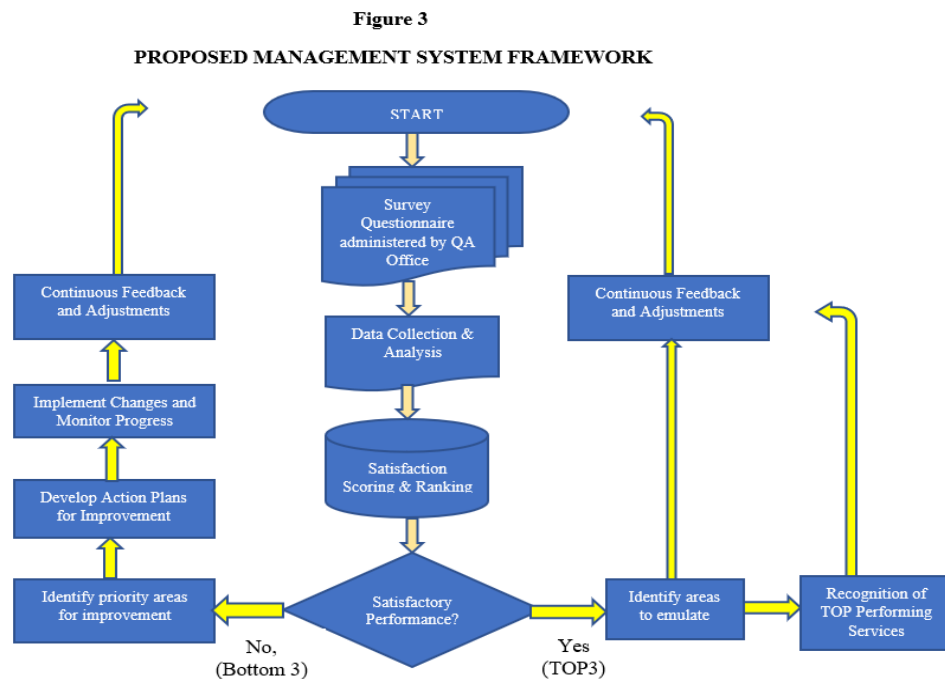 Figure 3
PROPOSED MANAGEMENT SYSTEM FRAMEWORK
START
Survey
Questionnaire
administered by QA
Office
Data Collection &
Analysis
Satisfaction
Scoring & Ranking
Satisfactory
Performance?
No,
(Bottom 3)
Identify priority areas
for improvement
Develop Action Plans
for Improvement
Implement Changes and
Monitor Progress
Continuous Feedback
and Adjustments
Yes
(TOP3)
Identify areas
to emulate
Continuous Feedback
and Adjustments
Recognition of
TOP Performing
Services